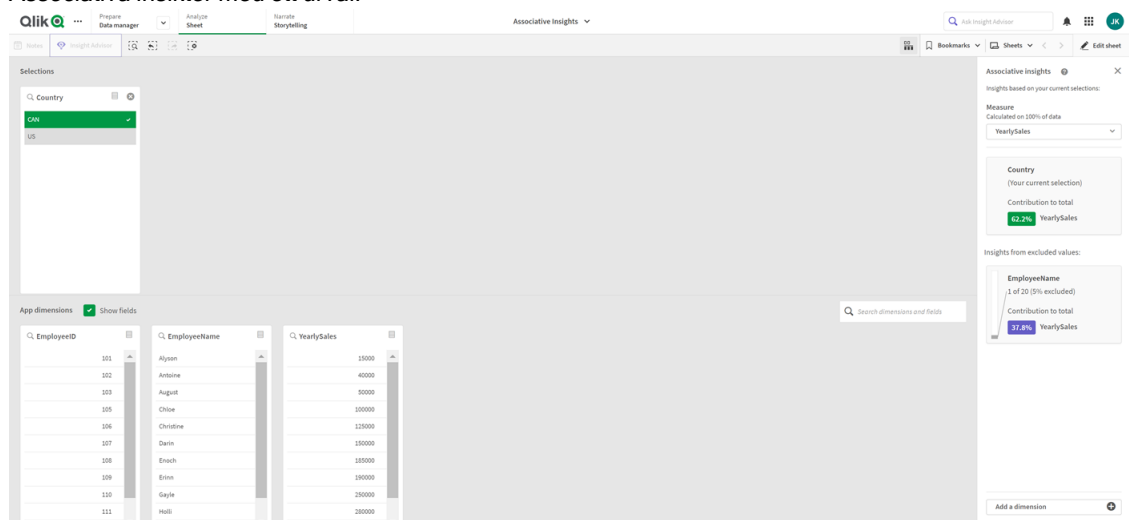 Qlik
Prepare
Data manager
Analyze
Sheet
Narrate
Storytelling
Associative Insights
Ask Insight Advisor
JK
Notes
Insight Advisor
Bookmarks
Sheets
Edit sheet
Selections
Country
CAN
US
Associative insights
Insights based on your current selections:
Measure
Calculated on 100% of data
YearlySales
Country
(Your current selection)
Contribution to total
62.2% YearlySales
Insights from excluded values:
EmployeeName
1 of 20 (5% excluded)
Contribution to total
37.8% YearlySales
Add a dimension
App dimensions
Show fields
Search dimensions and fields
EmployeeID
101
102
103
105
106
107
108
109
110
111
EmployeeName
Alyson
Antoine
August
Chloe
Christine
Darin
Enoch
Erinn
Gayle
Holli
YearlySales
15000
40000
50000
100000
125000
150000
165000
190000
250000
280000